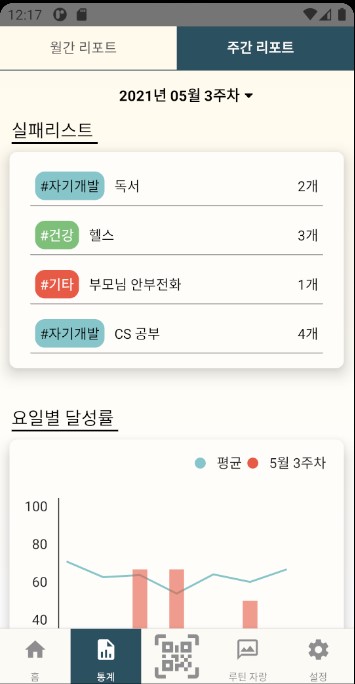 12:17
월간 리포트
주간 리포트
2021년 05월 3주차
실패리스트
#자기개발 독서 2개
#건강 헬스 3개
#기타 부모님 안부전화 1개
#자기개발 CS 공부 4개
요일별 달성률
평균 5월 3주차
100
80
60
40
홈
통계
루틴 자랑
설정